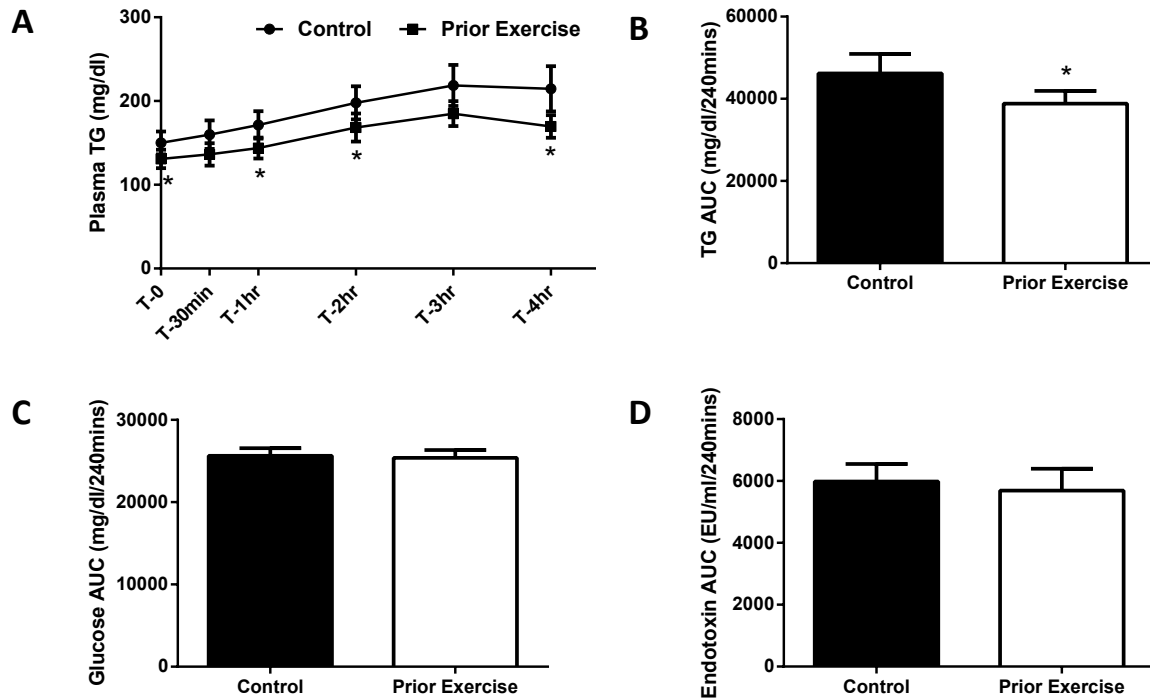 A
Control
Prior Exercise
Plasma TG (mg/dl)
300
200
100
0
*
*
*
*
T-0
T-30min
T-1hr
T-2hr
T-3hr
T-4hr
B
TG AUC (mg/dl/240mins)
60000
40000
20000
0
*
Control
Prior Exercise
C
Glucose AUC (mg/dl/240mins)
30000
20000
10000
0
Control
Prior Exercise
D
Endotoxin AUC (EU/ml/240mins)
8000
6000
4000
2000
0
Control
Prior Exercise